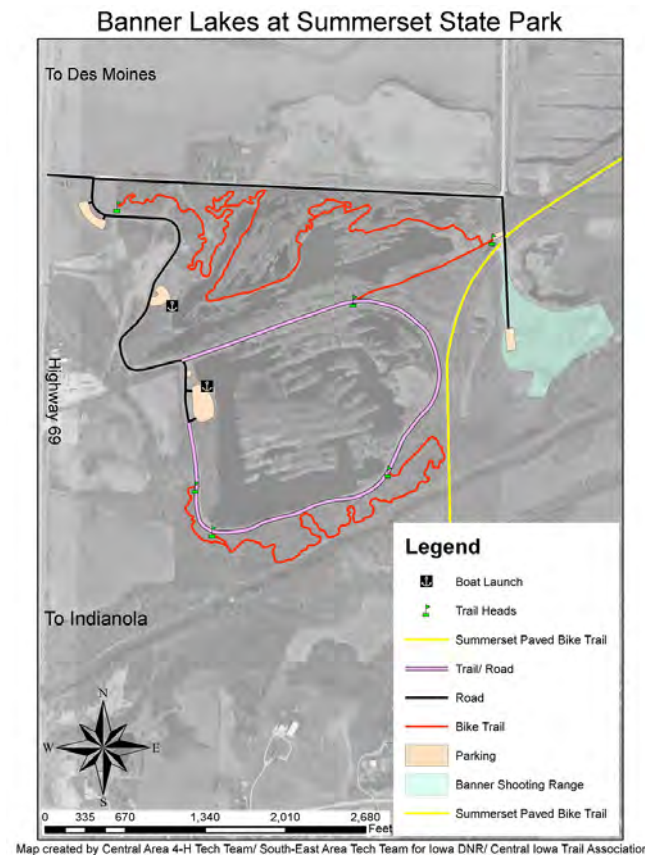 Banner Lakes at Summerset State Park
To Des Moines
Highway 69
To Indianola
N
W
E
S
0 335 670 1,340 2,010 2,680
Feet
Legend
Boat Launch
Trail Heads
Summerset Paved Bike Trail
Trail/ Road
Road
Bike Trail
Parking
Banner Shooting Range
Summerset Paved Bike Trail
Map created by Central Area 4-H Tech Team/ South-East Area Tech Team for Iowa DNR/ Central Iowa Trail Association